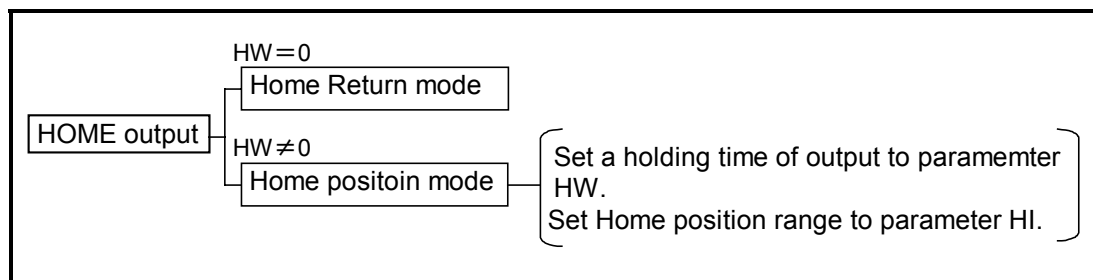 HW＝0
Home Return mode
HOME output
HW≠0
Home positoin mode
Set a holding time of output to paramemter
HW.
Set Home position range to parameter HI.